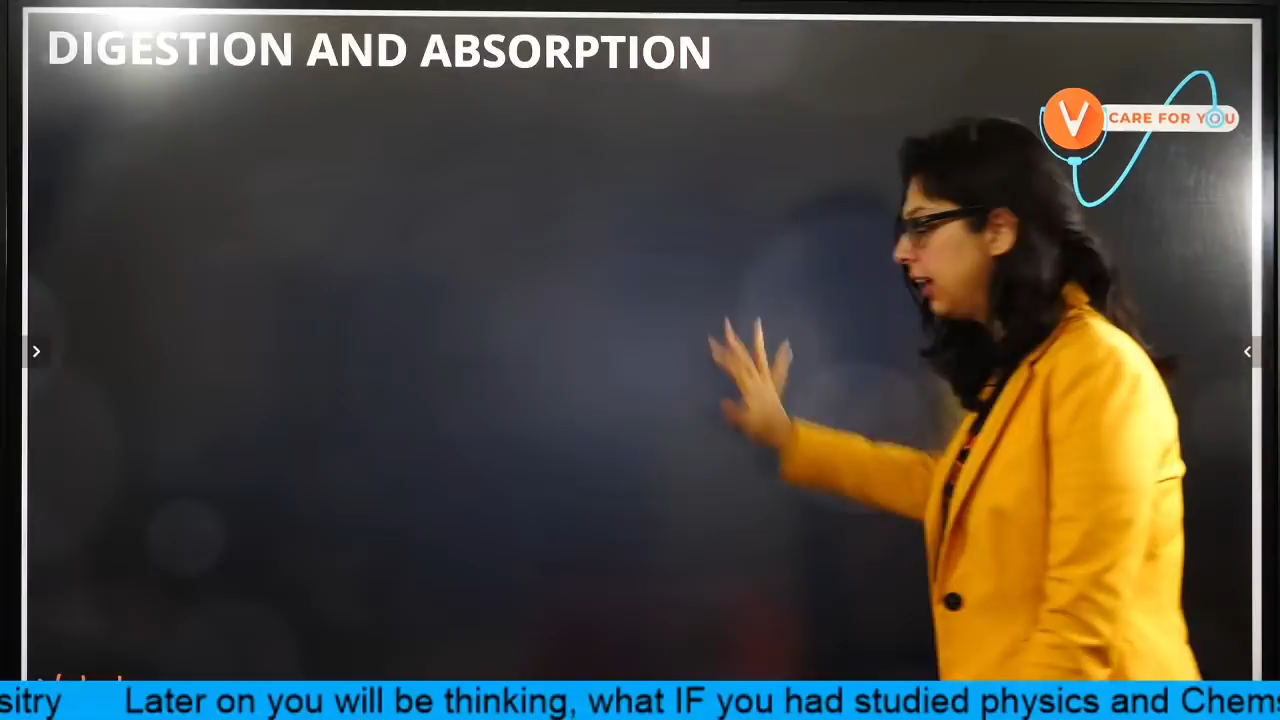 DIGESTION AND ABSORPTION
V CARE FOR YOU
sitry Later on you will be thinking, what IF you had studied physics and Chem